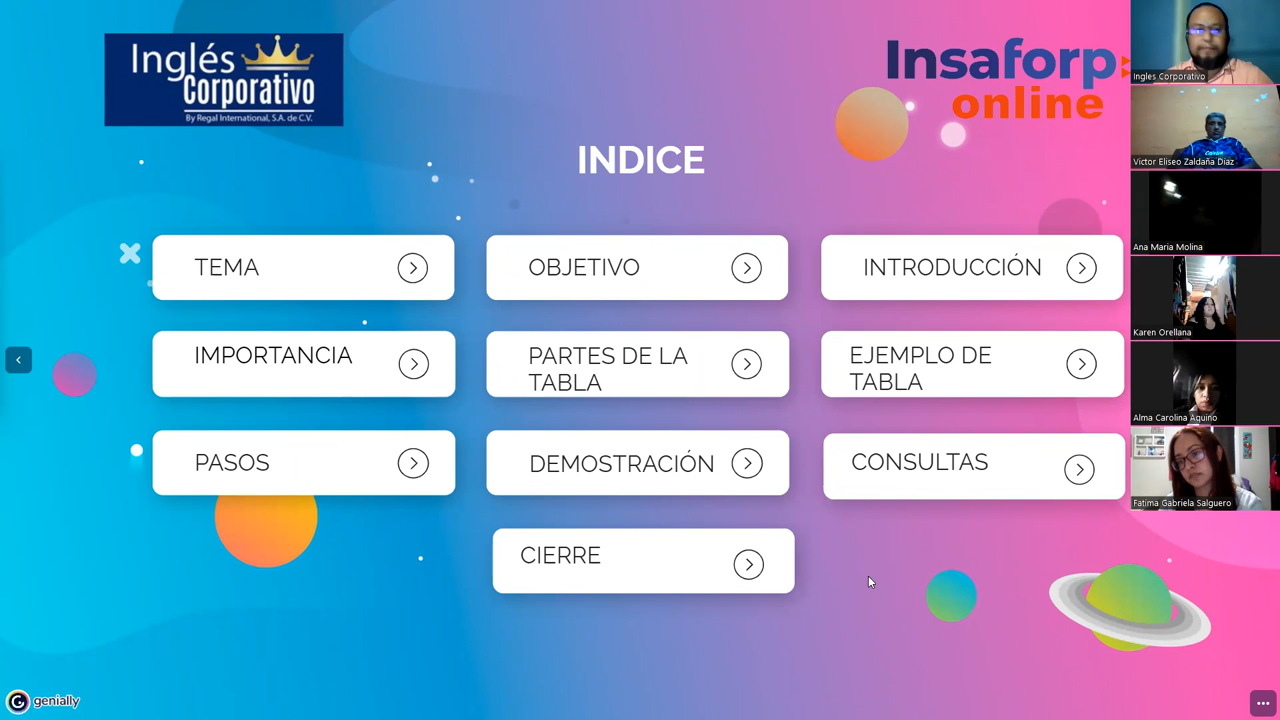 Inglés
Corporativo
By Regal International, S.A. de C.V.
Insaforp
online
INDICE
TEMA
OBJETIVO
INTRODUCCIÓN
IMPORTANCIA
PARTES DE LA
TABLA
EJEMPLO DE
TABLA
PASOS
DEMOSTRACIÓN
CONSULTAS
CIERRE
genially
Ingles Corporativo
Víctor Eliseo Zaldaña Díaz
Ana Maria Molina
Karen Orellana
Alma Carolina Aquino
Fatima Gabriela Salguero